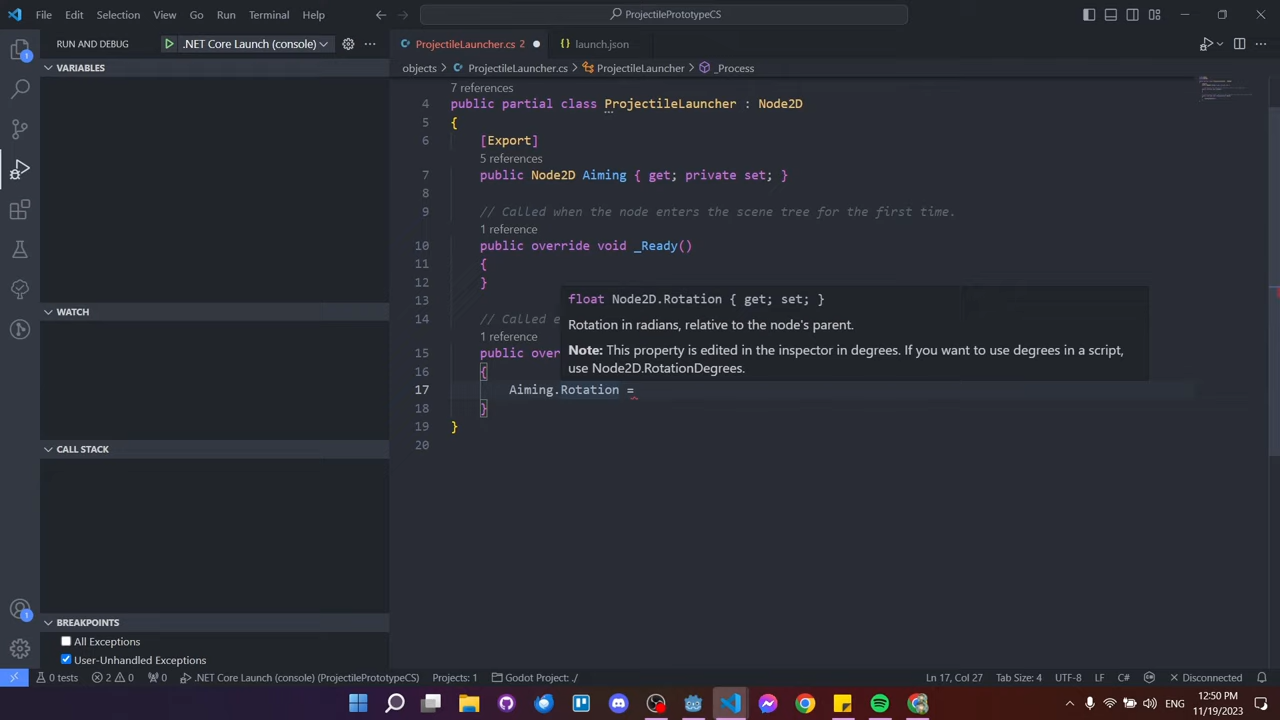 File Edit Selection View Go Run Terminal Help
ProjectilePrototypeCS
RUN AND DEBUG .NET Core Launch (console)
ProjectileLauncher.cs 2
launch.json
VARIABLES
objects ProjectileLauncher.cs ProjectileLauncher _Process
7 references
4 public partial class ProjectileLauncher : Node2D
5 {
6 [Export]
5 references
7 public Node2D Aiming { get; private set; }
8
9 // Called when the node enters the scene tree for the first time.
1 reference
10 public override void _Ready()
11 {
12 }
13
float Node2D.Rotation { get; set; }
Rotation in radians, relative to the node's parent.
Note: This property is edited in the inspector in degrees. If you want to use degrees in a script,
use Node2D.RotationDegrees.
14 // Called e
1 reference
15 public over
16 {
17 Aiming.Rotation =
18 }
19 }
20
WATCH
CALL STACK
BREAKPOINTS
All Exceptions
User-Unhandled Exceptions
1
1
0 tests 2 0 0 .NET Core Launch (console) (ProjectilePrototypeCS) Projects: 1 Godot Project: ./ Ln 17, Col 27 Tab Size: 4 UTF-8 LF C# Disconnected
ENG
12:50 PM
11/19/2023